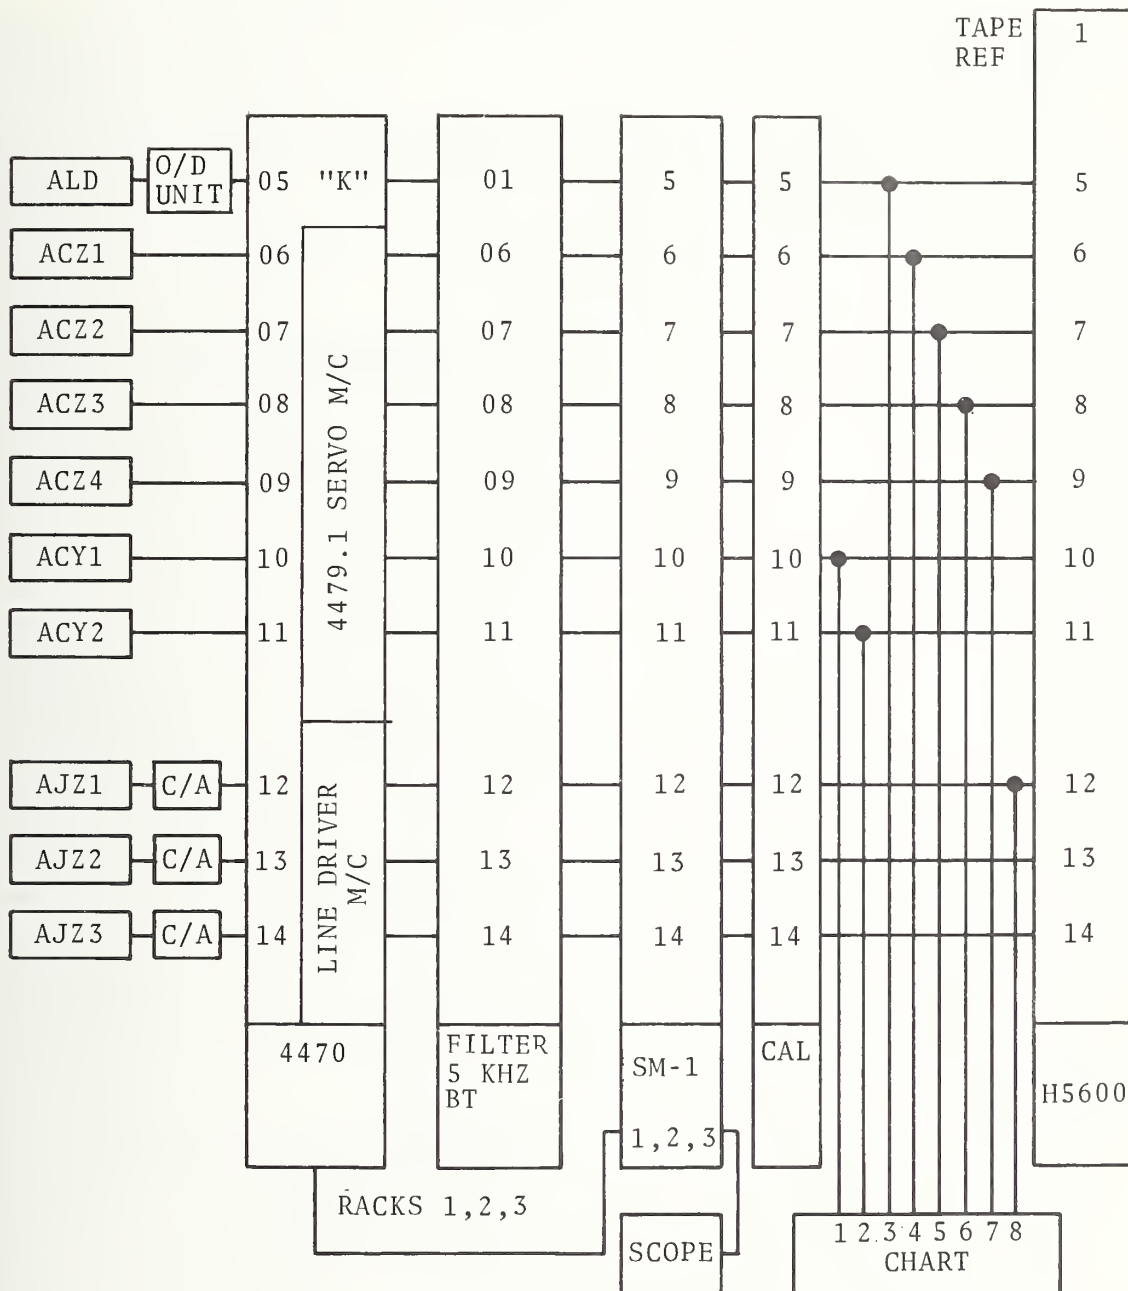 TAPE REF 1
ALD O/D UNIT 05 "K" 01 5 5 5
ACZ1 06 06 6 6 6
ACZ2 07 07 7 7 7
ACZ3 08 08 8 8 8
ACZ4 09 09 9 9 9
ACY1 10 10 10 10 10
ACY2 11 11 11 11 11
4479.1 SERVO M/C
AJZ1 C/A 12 12 12 12 12
AJZ2 C/A 13 13 13 13 13
AJZ3 C/A 14 14 14 14 14
LINE DRIVER
M/C
4470
FILTER
5 KHZ
BT
SM-1
1,2,3
CAL
H5600
RACKS 1,2,3
SCOPE
1 2 3 4 5 6 7 8
CHART